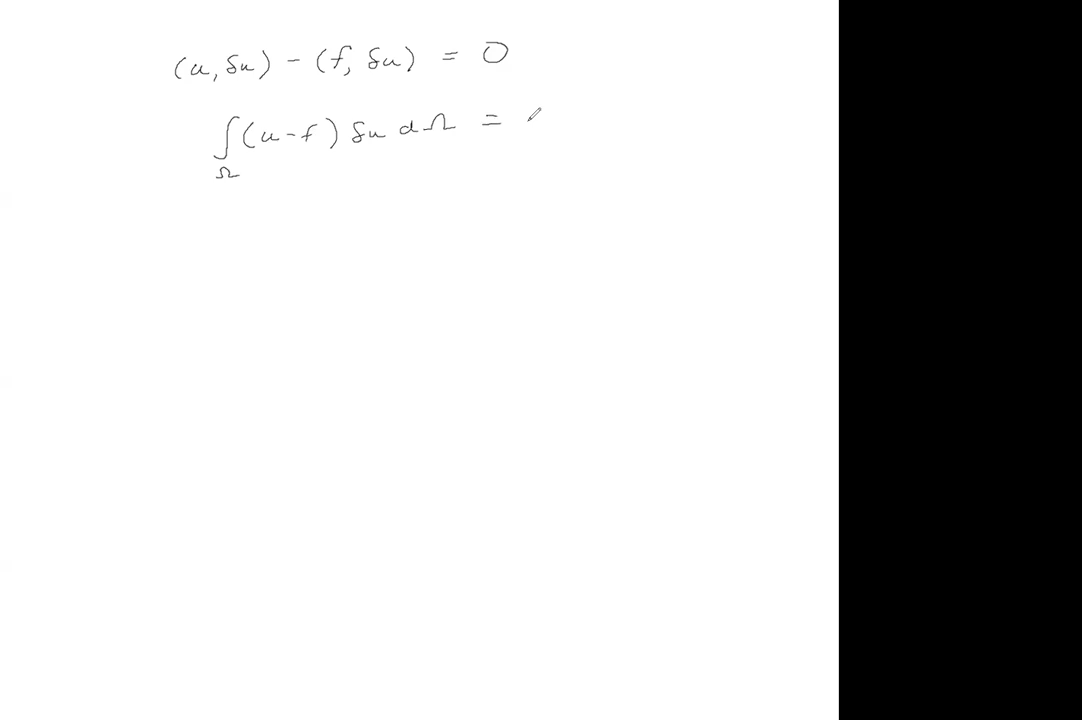 (u, δu) - (f, δu) = 0
∫(u-f) δu dΩ =
Ω